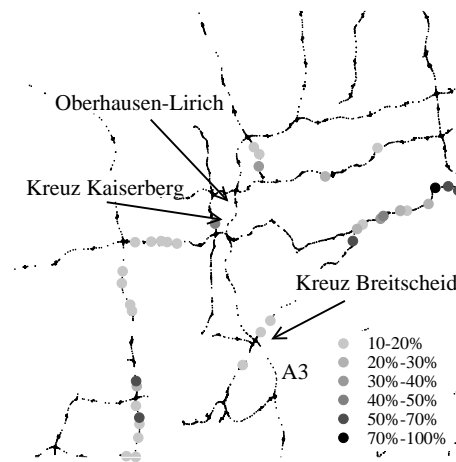 Oberhausen-Lirich
Kreuz Kaiserberg
Kreuz Breitscheid
A3
10-20%
20%-30%
30%-40%
40%-50%
50%-70%
70%-100%